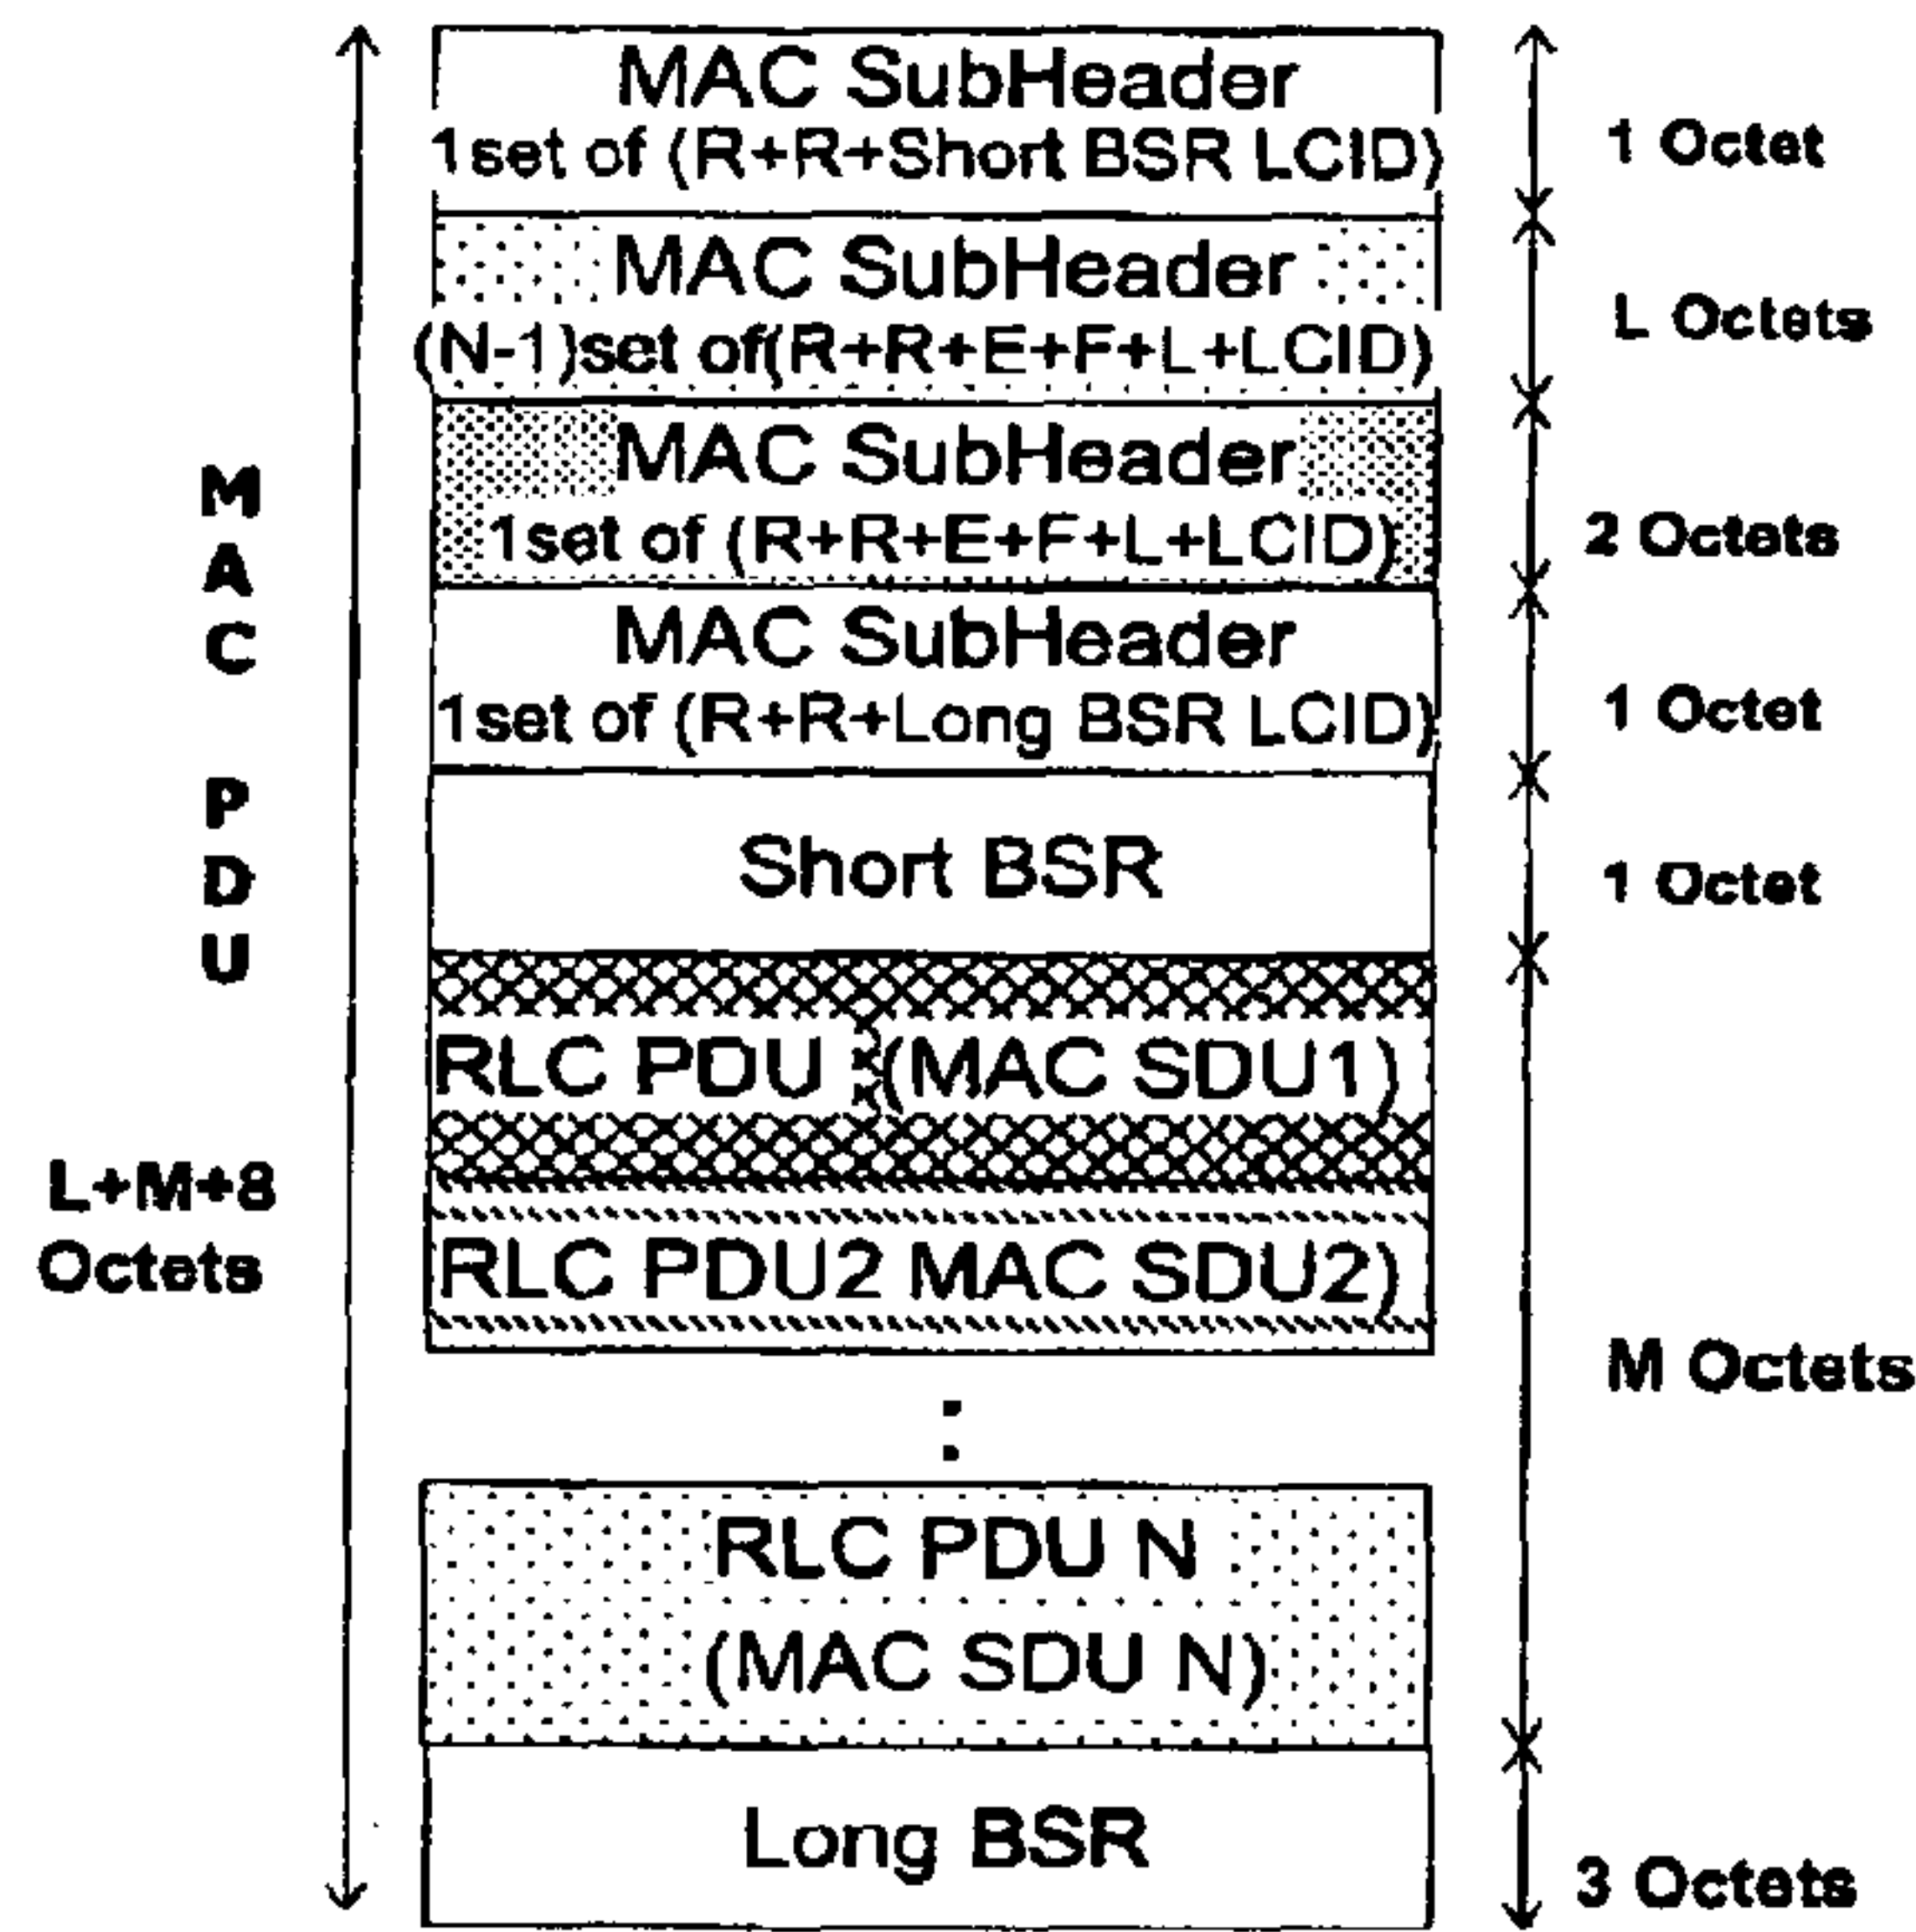 MAC SubHeader
1set of (R+R+Short BSR LCID)
1 Octet
MAC SubHeader
(N-1)set of(R+R+E+F+L+LCID)
L Octets
MAC SubHeader
1set of (R+R+E+F+L+LCID)
2 Octets
MAC SubHeader
1set of (R+R+Long BSR LCID)
1 Octet
Short BSR
1 Octet
MAC PDU
L+M+8
Octets
RLC PDU (MAC SDU1)
RLC PDU2 MAC SDU2)
:
M Octets
RLC PDU N
(MAC SDU N)
Long BSR
3 Octets